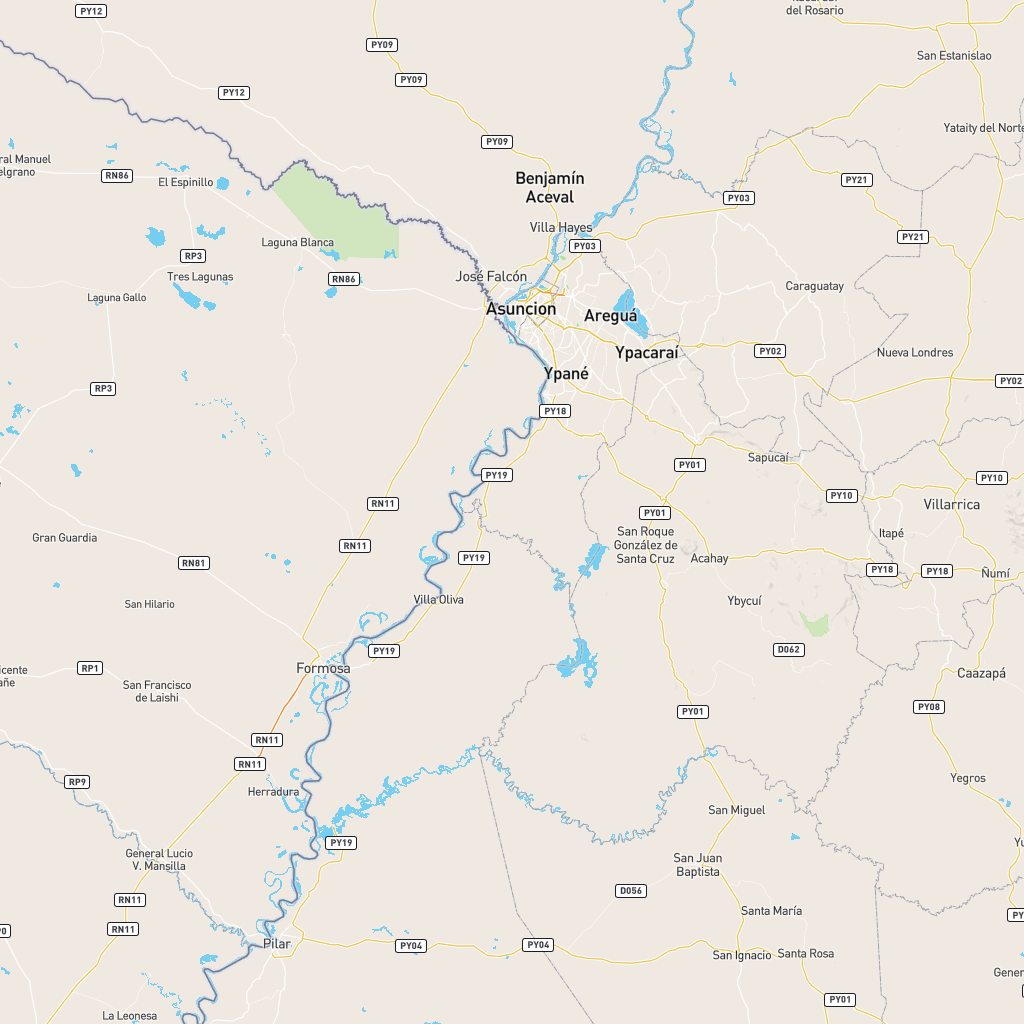 del Rosario
PY12
PY09
San Estanislao
PY09
PY12
Yataity del Norte
PY09
ral Manuel
elgrano
RN86
El Espinillo
Benjamín
Aceval
PY21
PY03
Villa Hayes
PY21
Laguna Blanca
PY03
RP3
Tres Lagunas
RN86
José Falcón
Caraguatay
Laguna Gallo
Asuncion
Areguá
Ypacaraí
PY02
Nueva Londres
Ypané
RP3
PY02
PY18
Sapucaí
PY01
PY19
PY10
PY10
RN11
Villarrica
PY01
San Roque
González de
Santa Cruz
Itapé
Gran Guardia
RN11
PY19
Acahay
RN81
PY18
PY18
Ñumí
Villa Oliva
Ybycuí
San Hilario
PY19
D062
Formosa
RP1
icente
añe
San Francisco
de Laishi
Caazapá
PY01
PY08
RN11
RN11
RP9
Yegros
Herradura
San Miguel
PY19
Yu
General Lucio
V. Mansilla
San Juan
Baptista
D056
RN11
Santa María
PY
RN11
90
Pilar
PY04
PY04
San Ignacio
Santa Rosa
Gener
PY01
La Leonesa